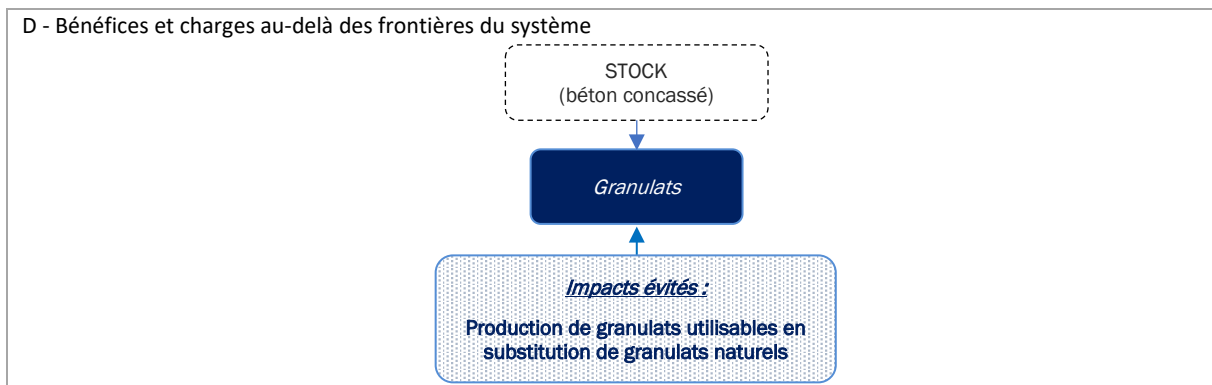 D - Bénéfices et charges au-delà des frontières du système
STOCK
(béton concassé)
Granulats
Impacts évités :
Production de granulats utilisables en
substitution de granulats naturels